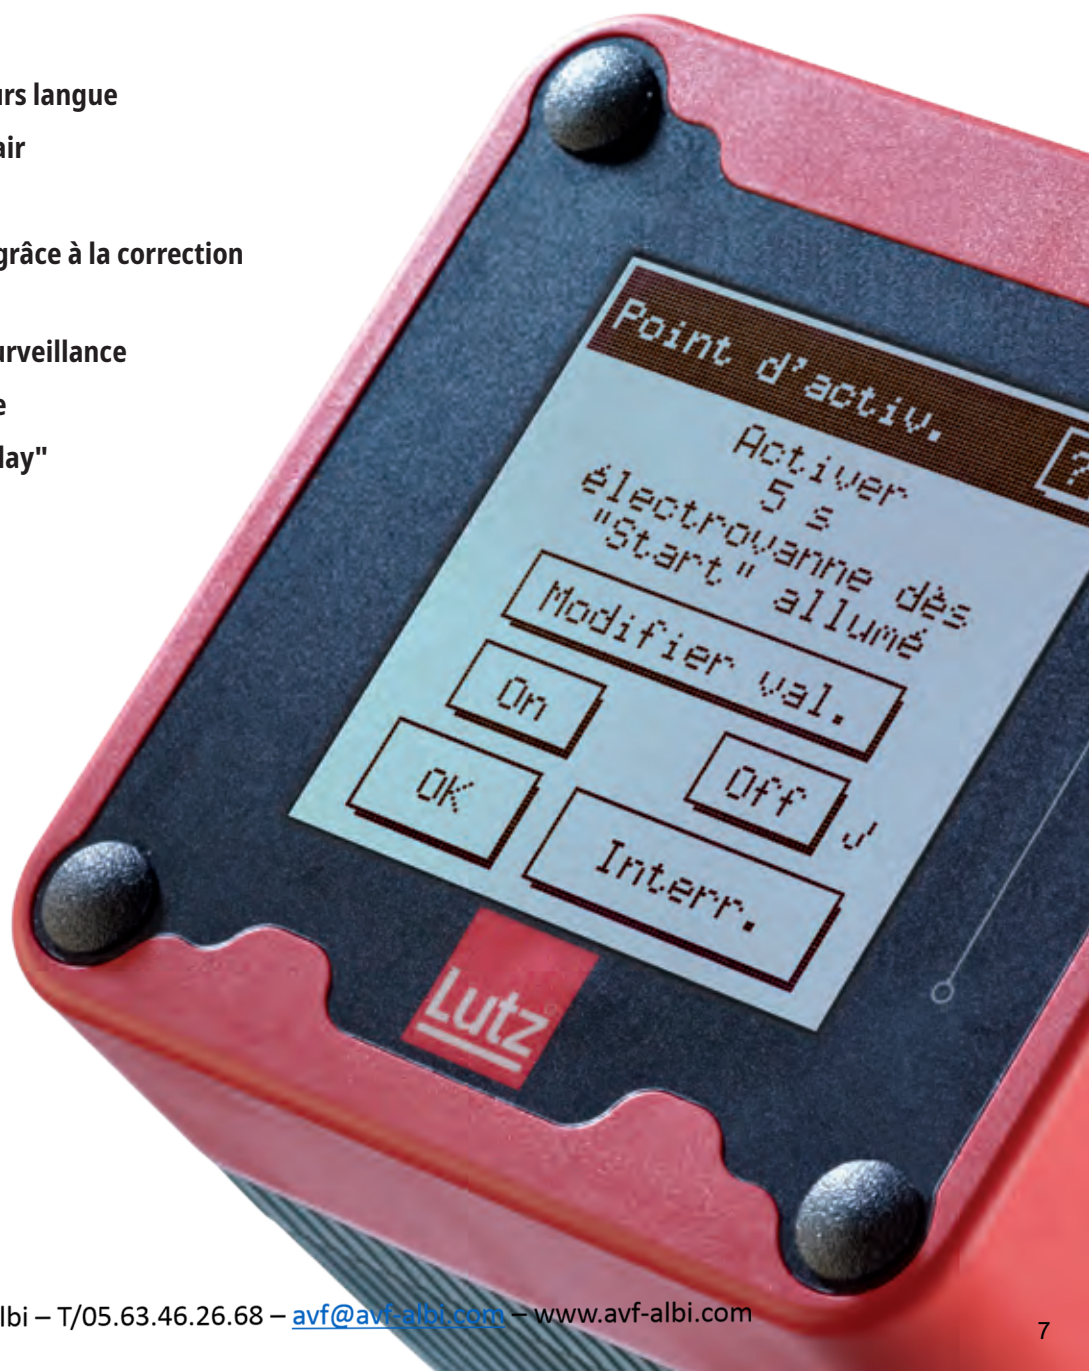 urs langue
air
grâce à la correction
urveillance
e
lay"
Point d'activ.
?
Activer
5 s
électrovanne dès
"Start" allumé
Modifier val.
On
Off
OK
Interr.
Lutz
lbi – T/05.63.46.26.68 – avf@avf-albi.com – www.avf-albi.com
7